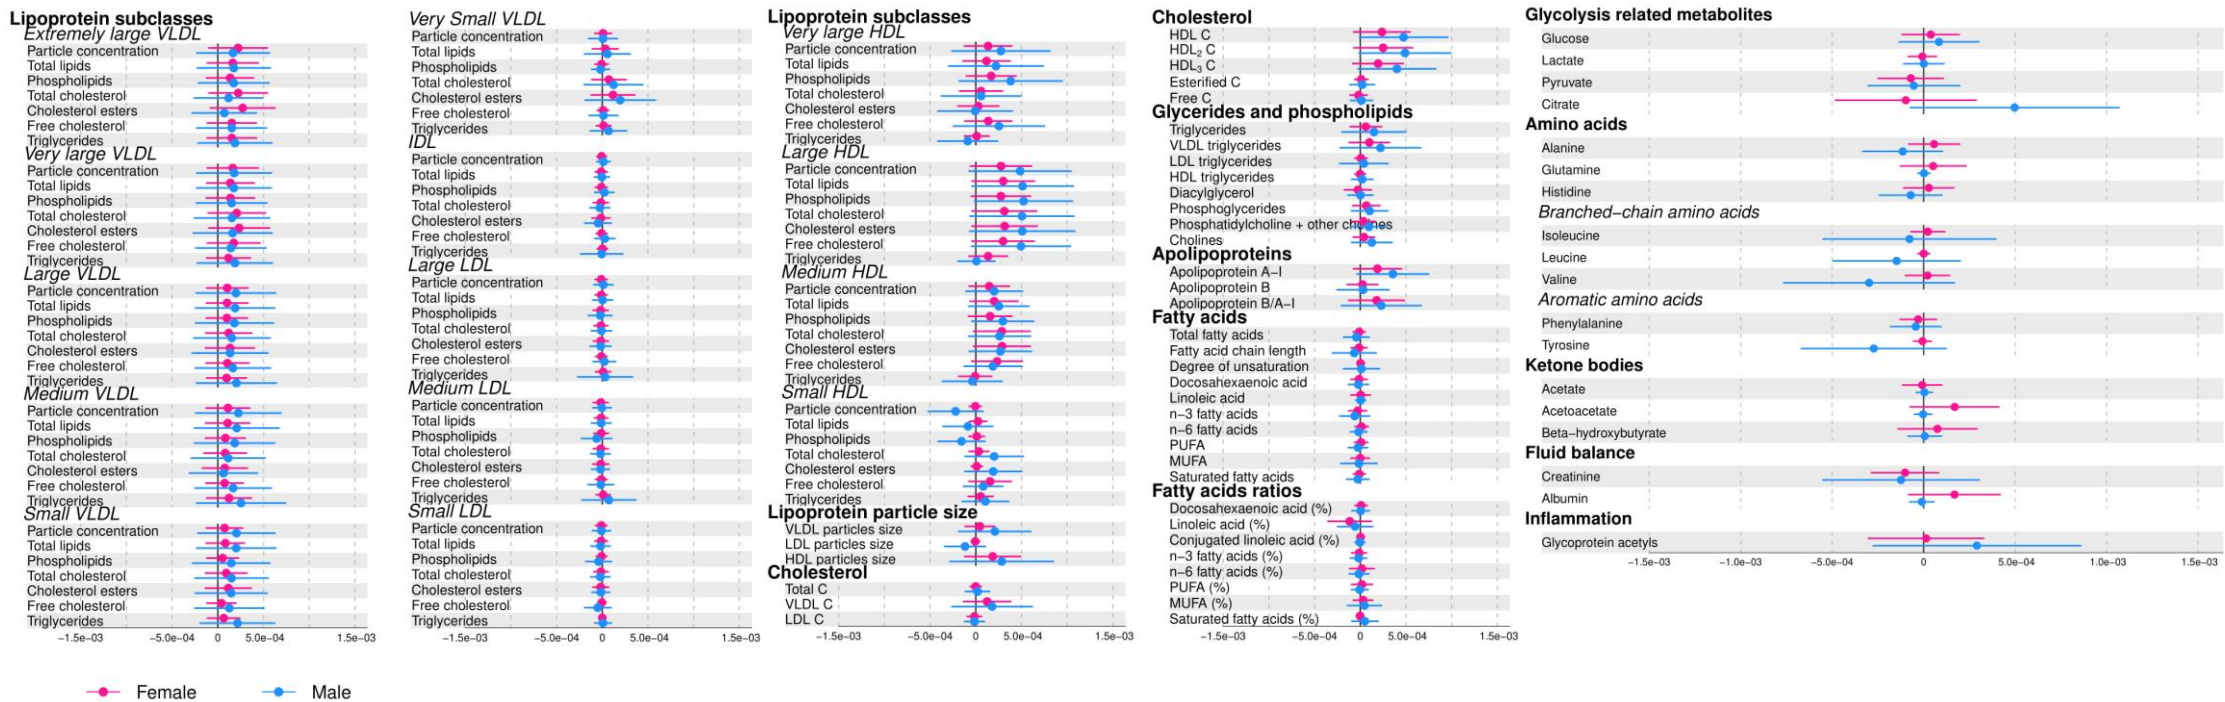 Lipoprotein subclasses
Extremely large VLDL
Particle concentration
Total lipids
Phospholipids
Total cholesterol
Cholesterol esters
Free cholesterol
Triglycerides
Very large VLDL
Particle concentration
Total lipids
Phospholipids
Total cholesterol
Cholesterol esters
Free cholesterol
Triglycerides
Large VLDL
Particle concentration
Total lipids
Phospholipids
Total cholesterol
Cholesterol esters
Free cholesterol
Triglycerides
Medium VLDL
Particle concentration
Total lipids
Phospholipids
Total cholesterol
Cholesterol esters
Free cholesterol
Triglycerides
Small VLDL
Particle concentration
Total lipids
Phospholipids
Total cholesterol
Cholesterol esters
Free cholesterol
Triglycerides
−1.5e−03 −5.0e−04 0 5.0e−04 1.5e−03
Very Small VLDL
Particle concentration
Total lipids
Phospholipids
Total cholesterol
Cholesterol esters
Free cholesterol
Triglycerides
IDL
Particle concentration
Total lipids
Phospholipids
Total cholesterol
Cholesterol esters
Free cholesterol
Triglycerides
Large LDL
Particle concentration
Total lipids
Phospholipids
Total cholesterol
Cholesterol esters
Free cholesterol
Triglycerides
Medium LDL
Particle concentration
Total lipids
Phospholipids
Total cholesterol
Cholesterol esters
Free cholesterol
Triglycerides
Small LDL
Particle concentration
Total lipids
Phospholipids
Total cholesterol
Cholesterol esters
Free cholesterol
Triglycerides
−1.5e−03 −5.0e−04 0 5.0e−04 1.5e−03
Lipoprotein subclasses
Very large HDL
Particle concentration
Total lipids
Phospholipids
Total cholesterol
Cholesterol esters
Free cholesterol
Triglycerides
Large HDL
Particle concentration
Total lipids
Phospholipids
Total cholesterol
Cholesterol esters
Free cholesterol
Triglycerides
Medium HDL
Particle concentration
Total lipids
Phospholipids
Total cholesterol
Cholesterol esters
Free cholesterol
Triglycerides
Small HDL
Particle concentration
Total lipids
Phospholipids
Total cholesterol
Cholesterol esters
Free cholesterol
Triglycerides
Lipoprotein particle size
VLDL particles size
LDL particles size
HDL particles size
Cholesterol
Total C
VLDL C
LDL C
−1.5e−03 −5.0e−04 0 5.0e−04 1.5e−03
Cholesterol
HDL C
HDL2 C
HDL3 C
Esterified C
Free C
Glycerides and phospholipids
Triglycerides
VLDL triglycerides
LDL triglycerides
HDL triglycerides
Diacylglycerol
Phosphoglycerides
Phosphatidylcholine + other cholines
Cholines
Apolipoproteins
Apolipoprotein A−I
Apolipoprotein B
Apolipoprotein B/A−I
Fatty acids
Total fatty acids
Fatty acid chain length
Degree of unsaturation
Docosahexaenoic acid
Linoleic acid
n−3 fatty acids
n−6 fatty acids
PUFA
MUFA
Saturated fatty acids
Fatty acids ratios
Docosahexaenoic acid (%)
Linoleic acid (%)
Conjugated linoleic acid (%)
n−3 fatty acids (%)
n−6 fatty acids (%)
PUFA (%)
MUFA (%)
Saturated fatty acids (%)
−1.5e−03 −5.0e−04 0 5.0e−04 1.5e−03
Glycolysis related metabolites
Glucose
Lactate
Pyruvate
Citrate
Amino acids
Alanine
Glutamine
Histidine
Branched−chain amino acids
Isoleucine
Leucine
Valine
Aromatic amino acids
Phenylalanine
Tyrosine
Ketone bodies
Acetate
Acetoacetate
Beta−hydroxybutyrate
Fluid balance
Creatinine
Albumin
Inflammation
Glycoprotein acetyls
−1.5e−03 −1.0e−03 −5.0e−04 0 5.0e−04 1.0e−03 1.5e−03
Female Male